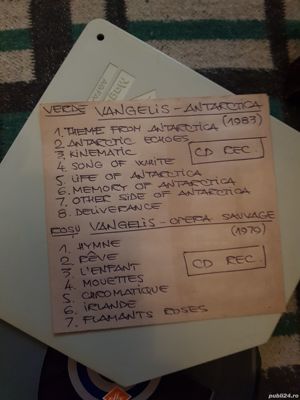 VERDE VANGELIS - ANTARCTICA
(1983)
1. THEME FROM ANTARCTICA
2 ANTARCTIC ECHOES
3. KINEMATIC
4. SONG OF WHITE
5. LIFE OF ANTARCTICA
6. MEMORY OF ANTARCTICA
7. OTHER SIDE OF ANTARCTICA
8. DELIVERANCE
CD REC.
ROȘU VANGELIS - OPERA SAUVAGE
(1979)
1. HYMNE
2. RÊVE
3. L'ENFANT
4. MOUETTES
5. CHROMATIQUE
6. IRLANDE
7. FLAMANTS ROSES
CD REC.
publi24.ro